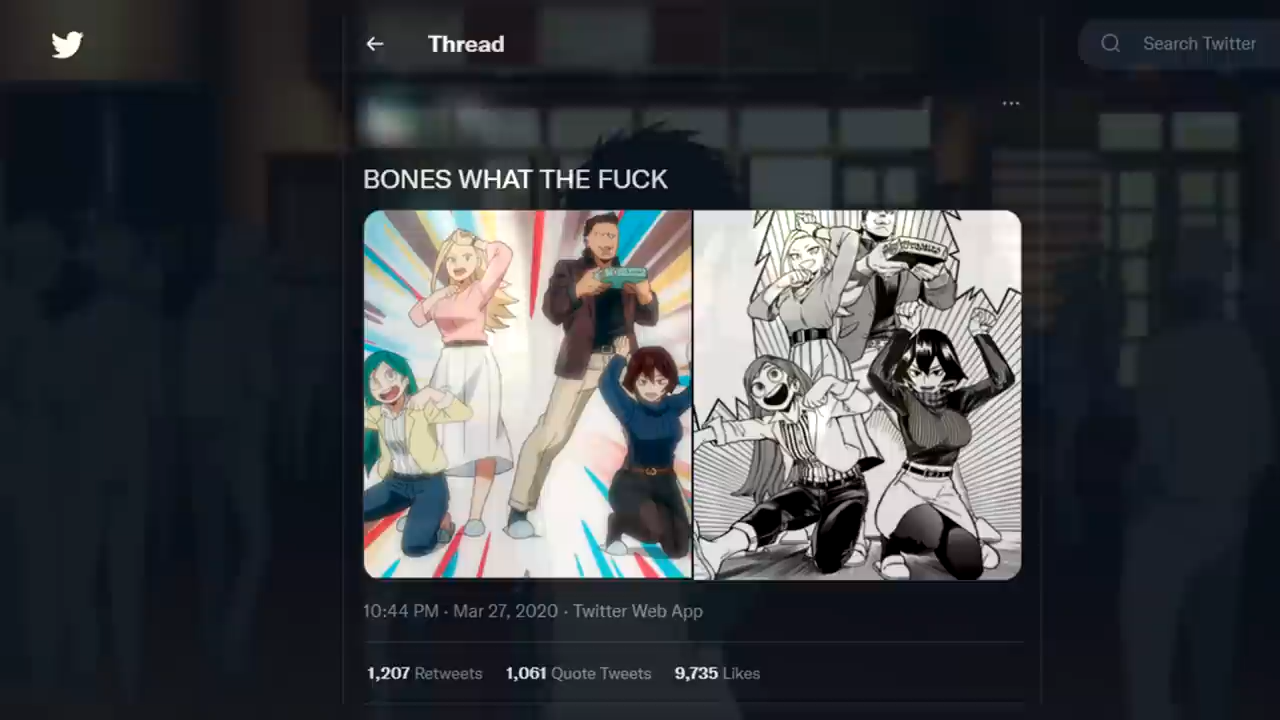 Thread
Search Twitter
BONES WHAT THE FUCK
10:44 PM · Mar 27, 2020 · Twitter Web App
1,207 Retweets 1,061 Quote Tweets 9,735 Likes